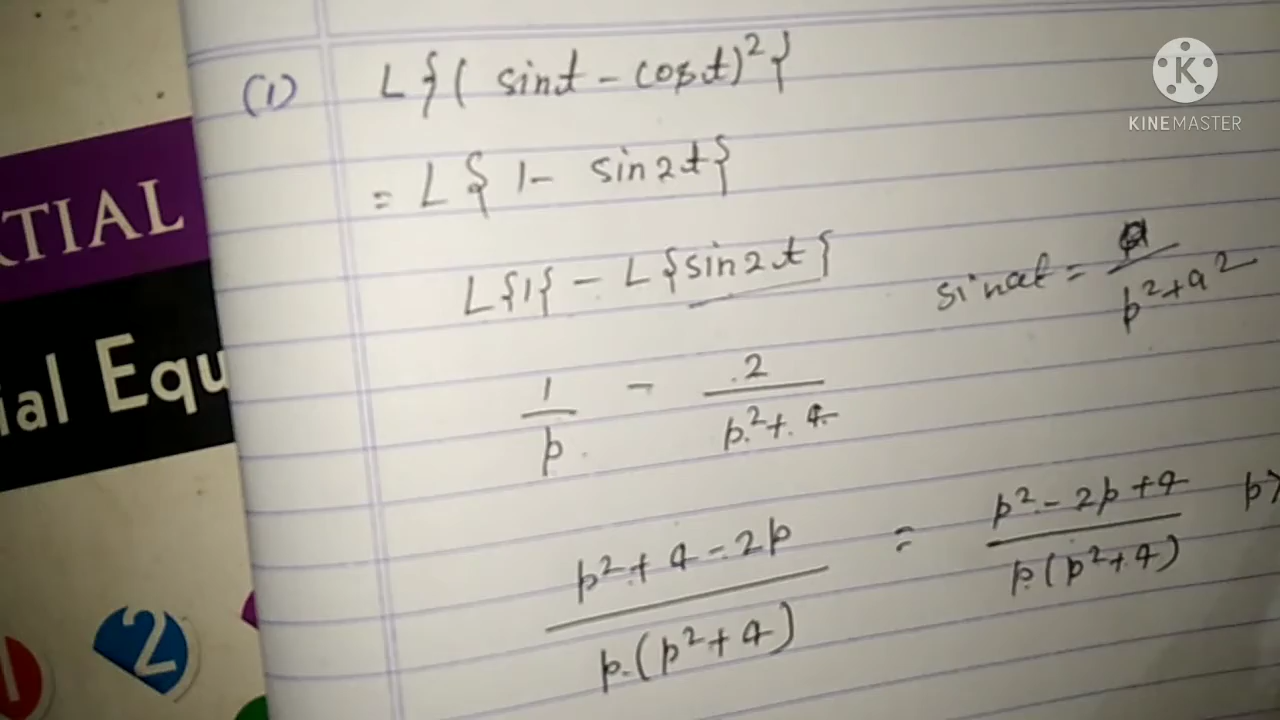 KINEMASTER
(1) L{(sint - cost)²}
= L{1 - sin2t}
L{1} - L{sin2t}
sinat = a/p²+a²
1/p - 2/p²+4
p²+4-2p/p(p²+4) = p²-2p+4/p(p²+4) p>
TIAL
ial Equ
1 2